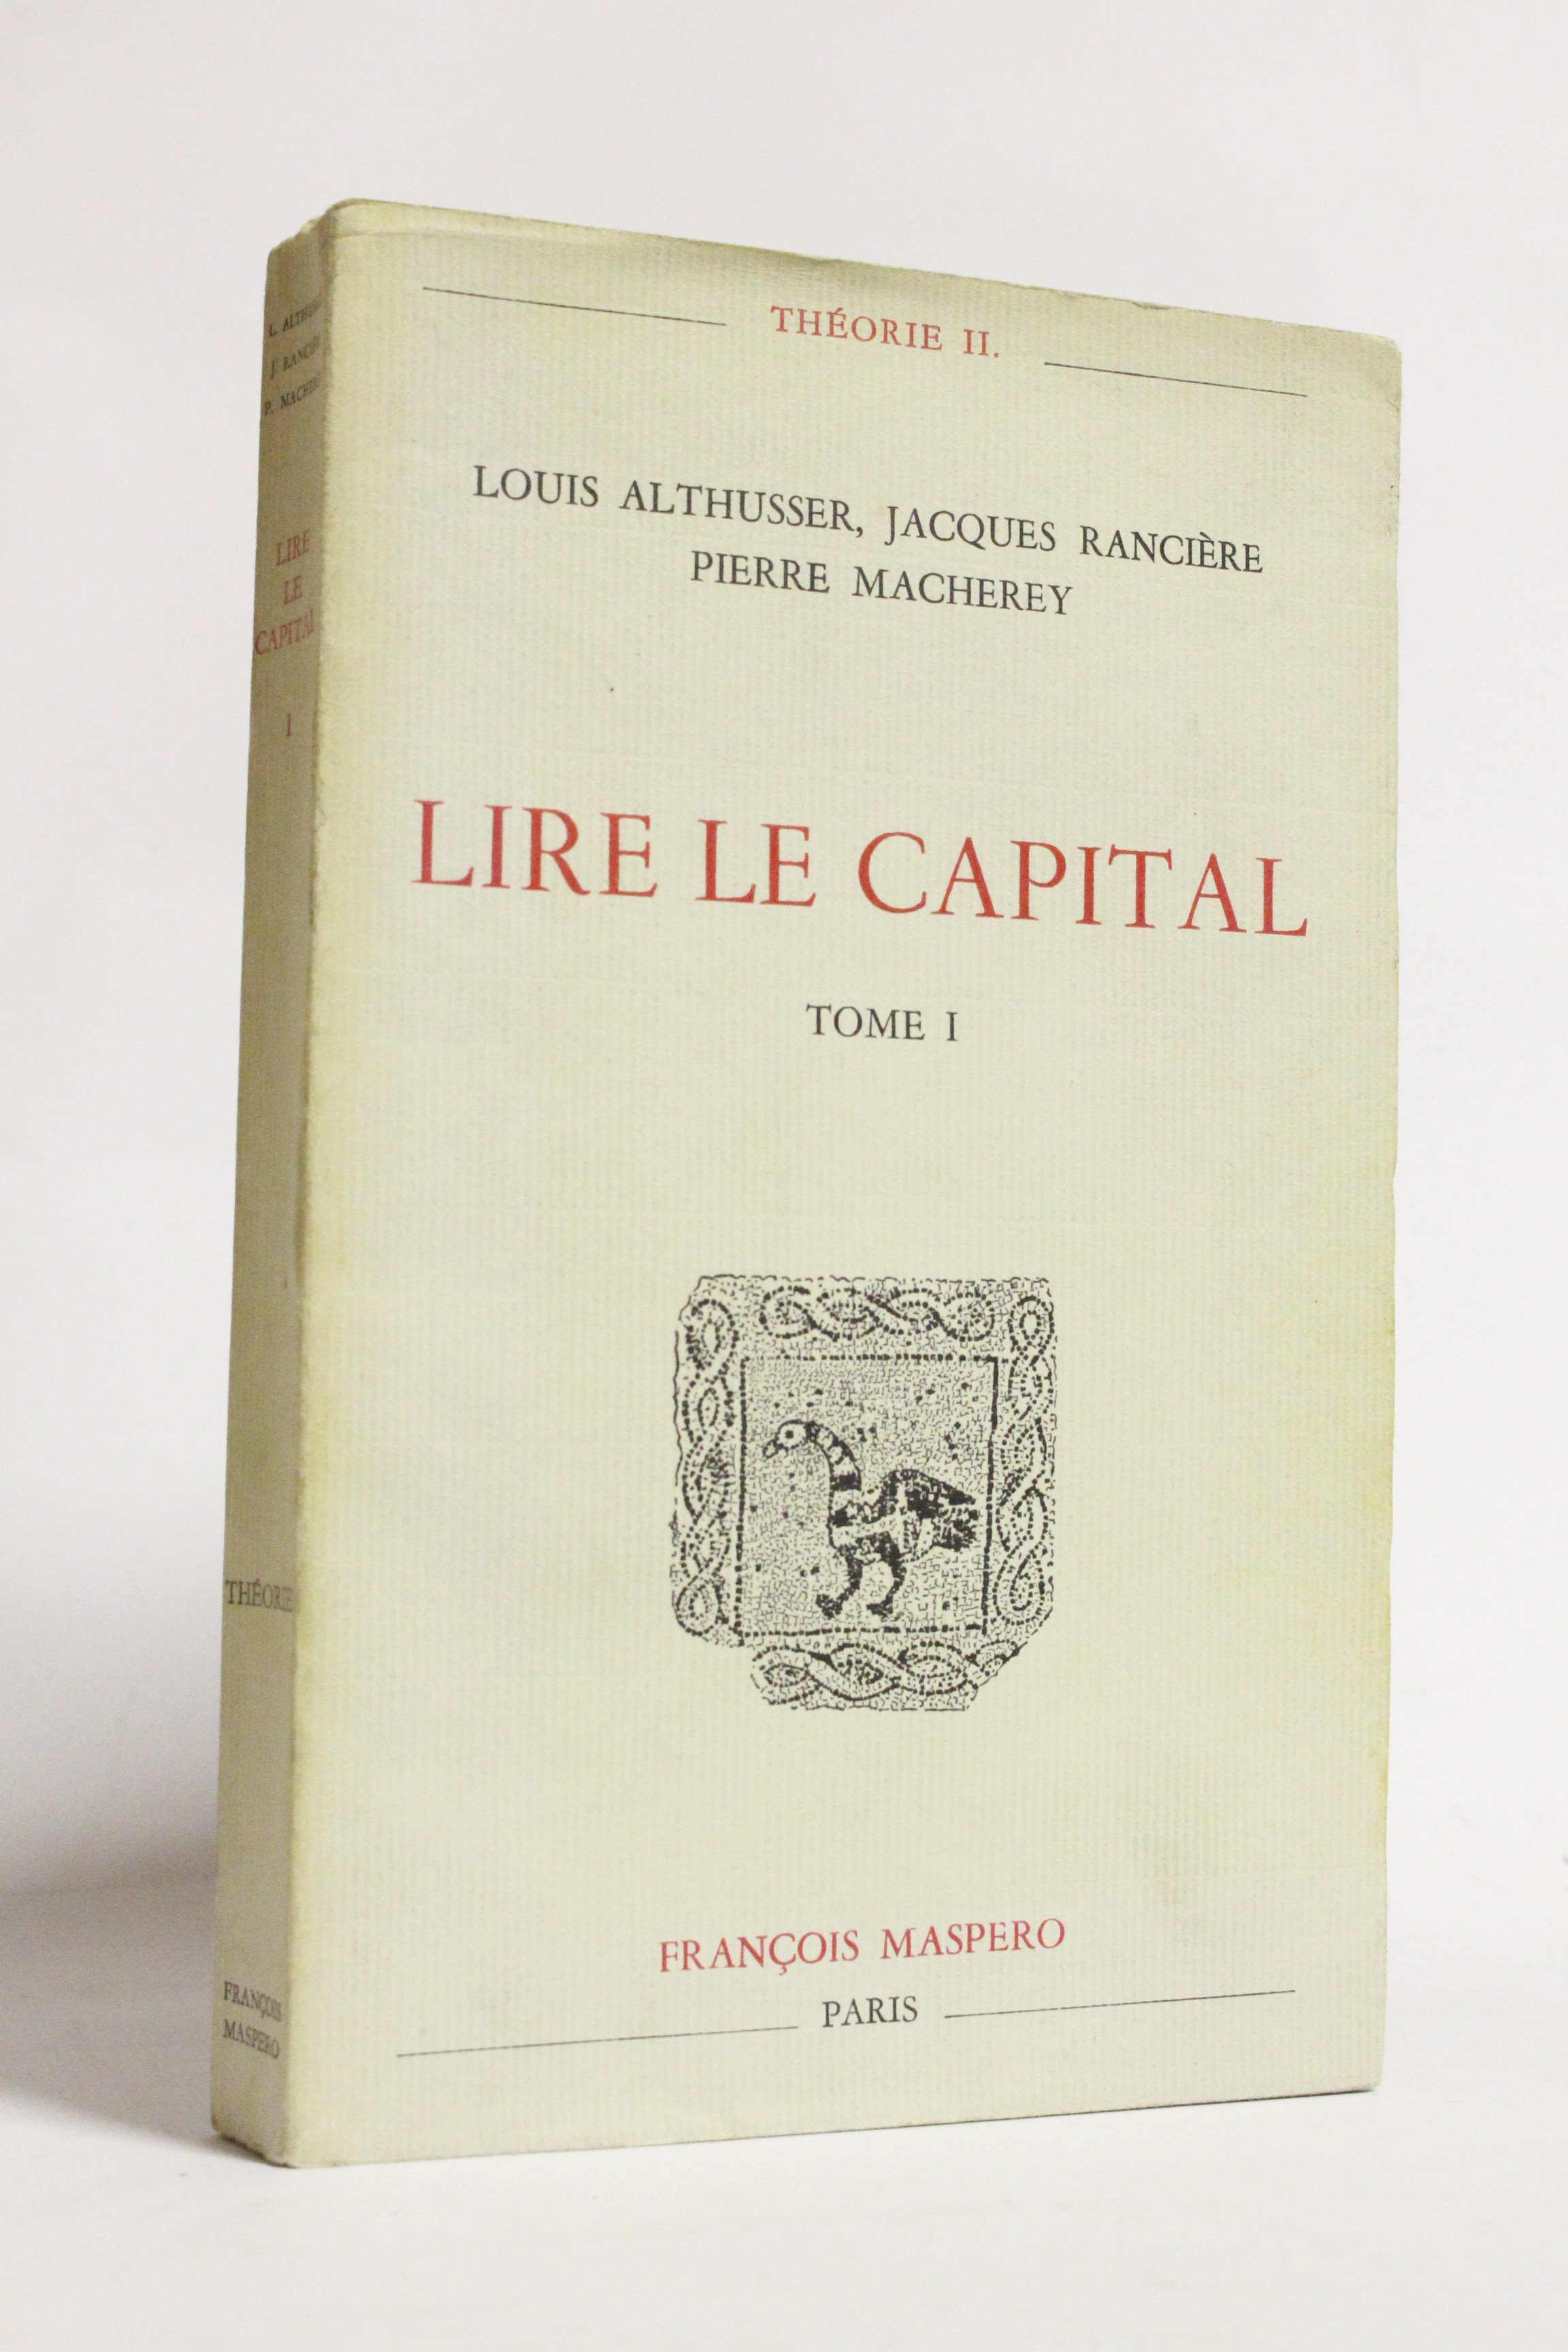 THÉORIE II.
LOUIS ALTHUSSER, JACQUES RANCIÈRE
PIERRE MACHEREY
LIRE LE CAPITAL
TOME I
FRANÇOIS MASPERO
PARIS
L.
J. 
P.
LIRE
LE
CAPITAL
I
THÉORIE
FRANÇOIS
MASPERO